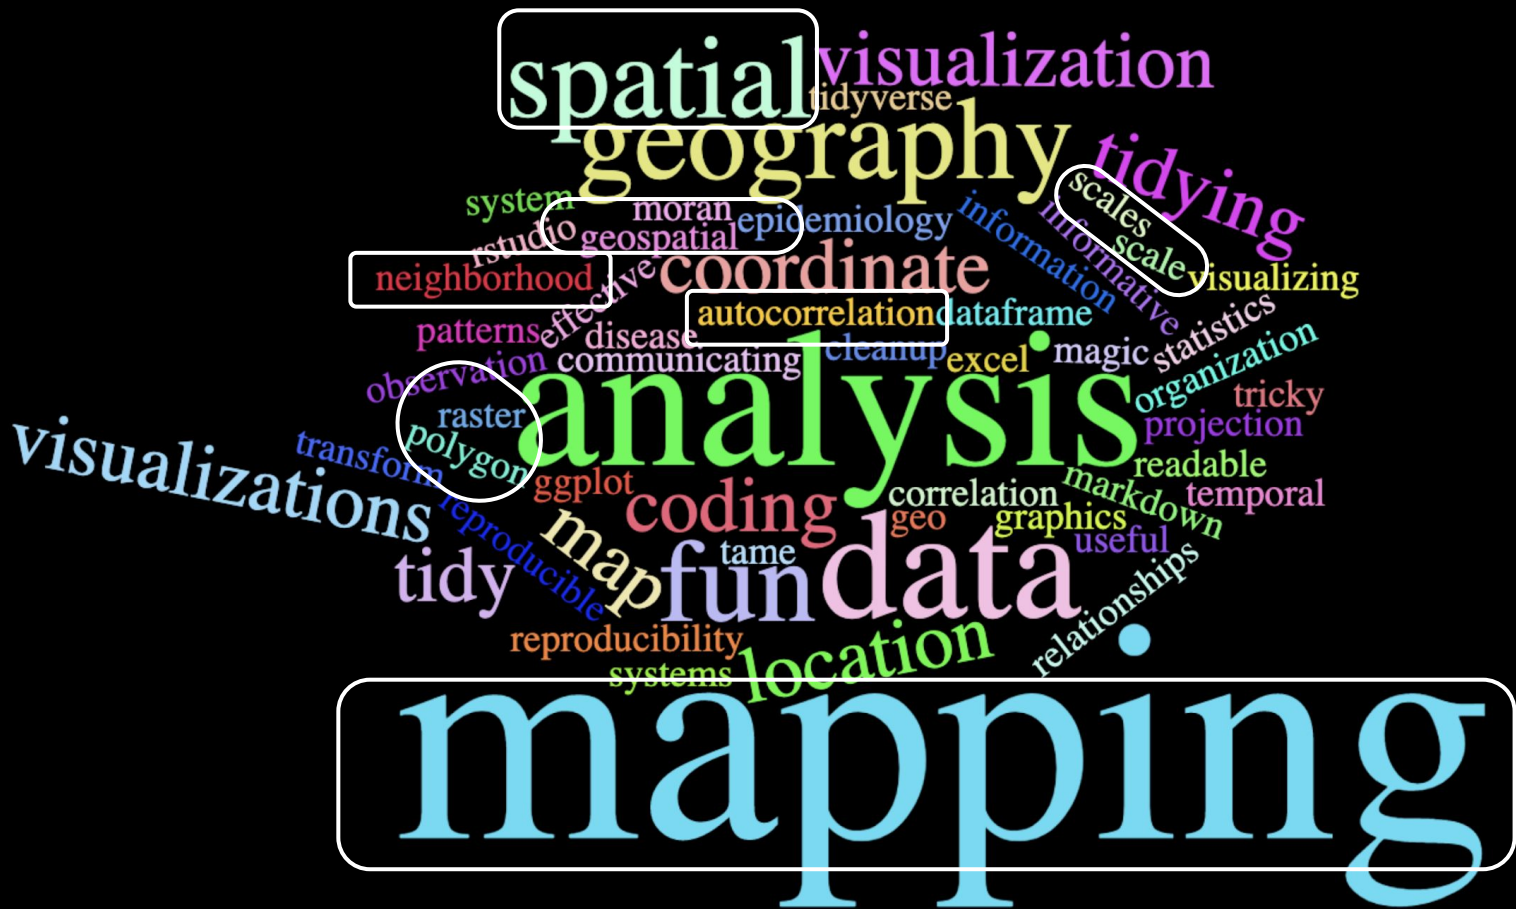 spatial
visualization
tidyverse
geography
tidying
scales
scale
system
moran
epidemiology
information
informative
rstudio
geospatial
neighborhood
effective
coordinate
visualizing
autocorrelation
dataframe
patterns
disease
statistics
communicating
cleanup
excel
magic
organization
observation
analysis
tricky
raster
projection
polygon
visualizations
transform
ggplot
readable
coding
correlation
markdown
temporal
geo
graphics
useful
reproducible
map
tame
tidy
fun
data
relationships
reproducibility
location
systems
mapping